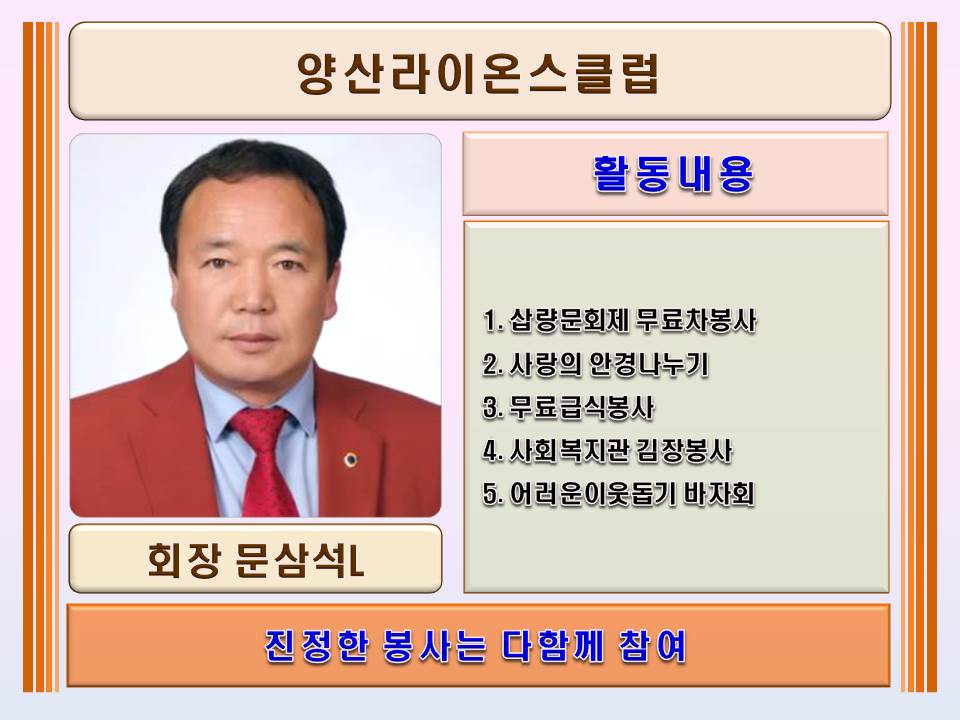 양산라이온스클럽
활동내용
1. 삽량문회제 무료차봉사
2. 사랑의 안경나누기
3. 무료급식봉사
4. 사회복지관 김장봉사
5. 어러운이웃돕기 바자회
회장 문삼석L
진정한 봉사는 다함께 참여